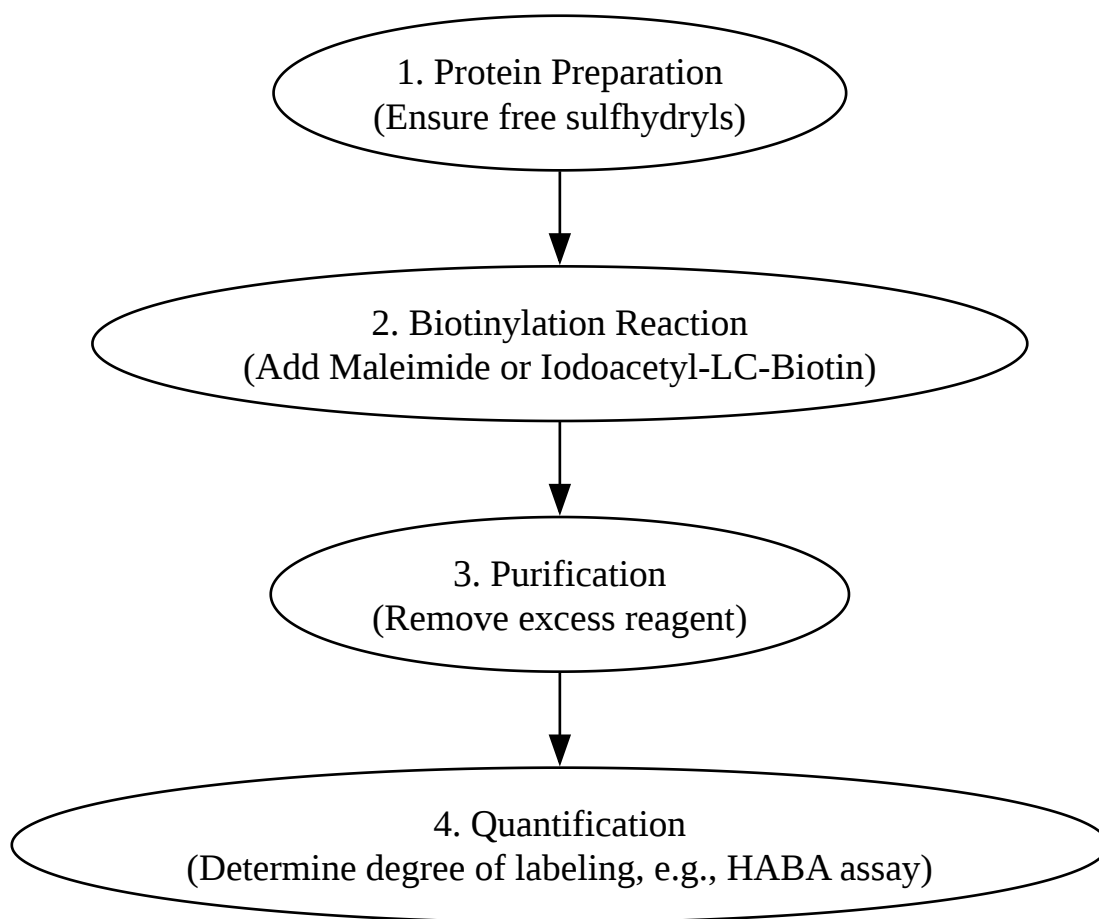 1. Protein Preparation
(Ensure free sulfhydryls)
2. Biotinylation Reaction
(Add Maleimide or Iodoacetyl-LC-Biotin)
3. Purification
(Remove excess reagent)
4. Quantification
(Determine degree of labeling, e.g., HABA assay)